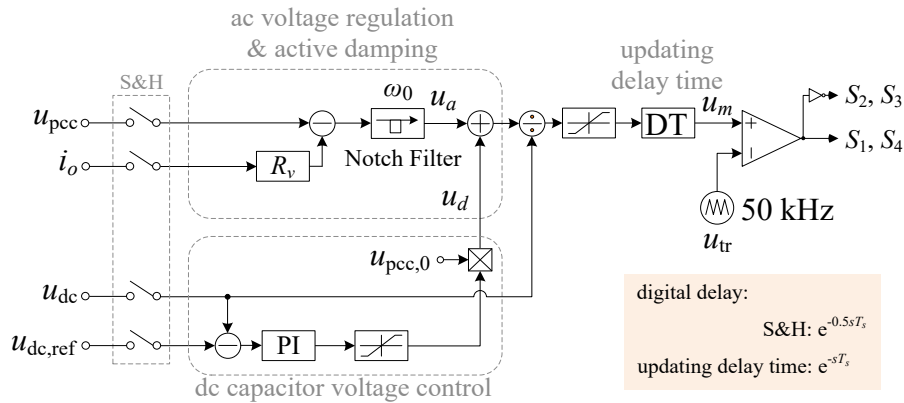 ac voltage regulation
& active damping
updating
delay time
S&H
ω0
u_a
u_m
S_2, S_3
u_pcc
DT
S_1, S_4
Notch Filter
i_o
R_v
u_d
50 kHz
u_tr
u_pcc,0
u_dc
digital delay:
S&H: e^-0.5sT_s
updating delay time: e^-sT_s
u_dc,ref
PI
dc capacitor voltage control